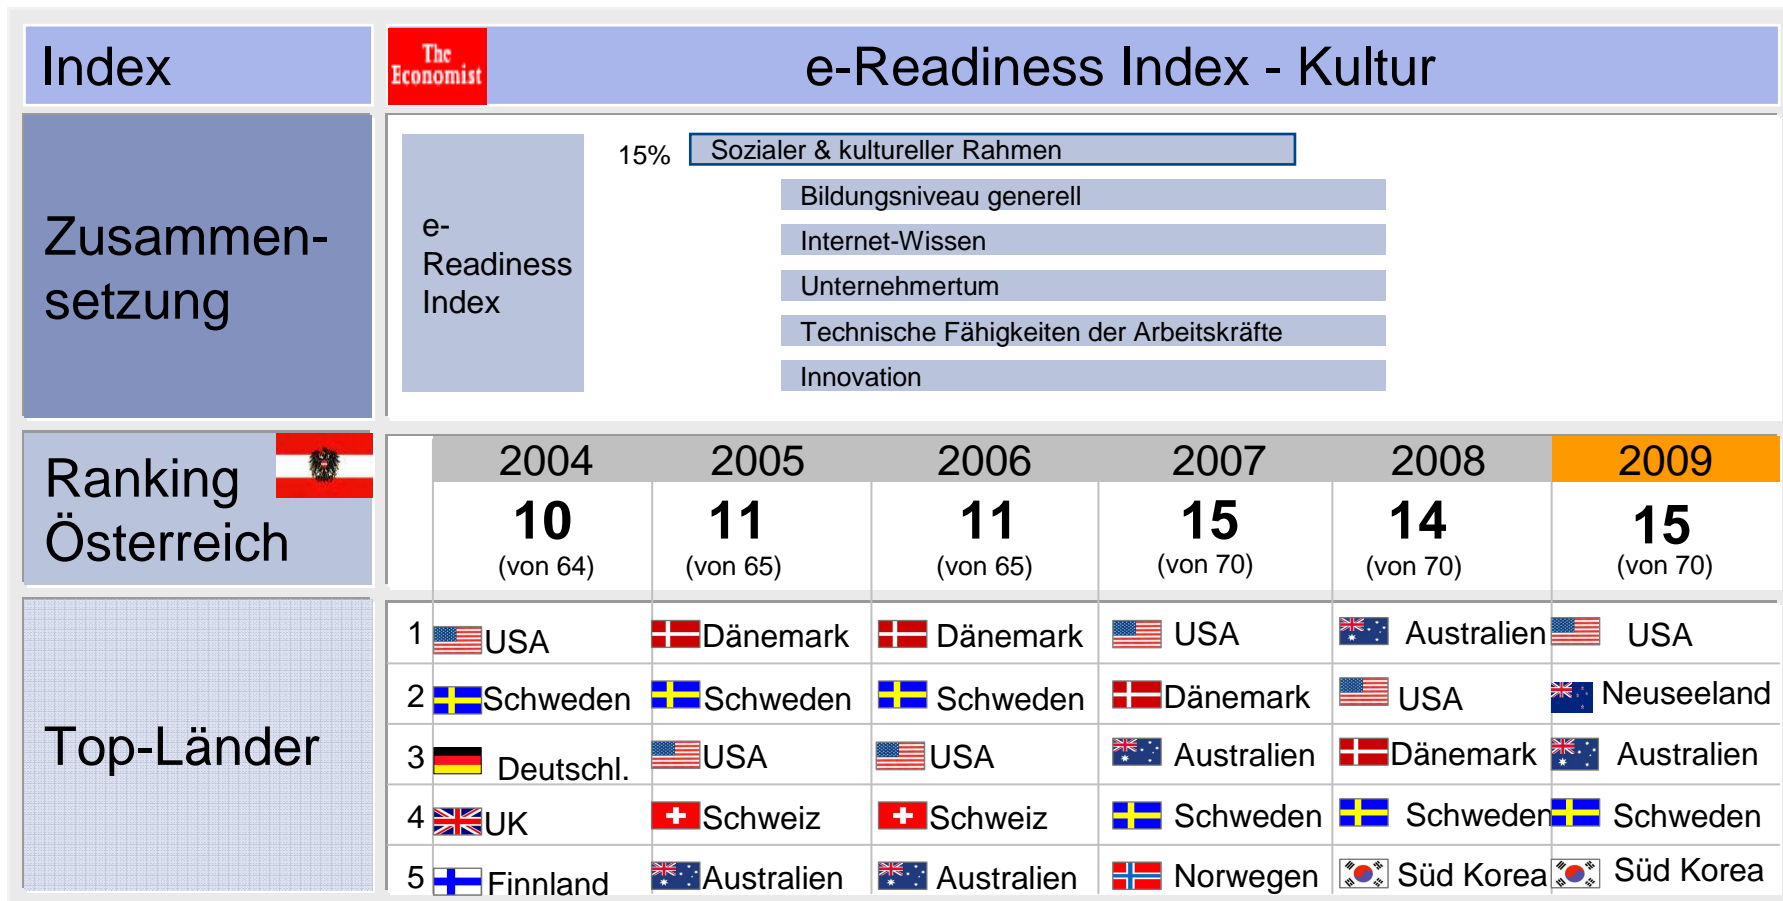 Index
The
Economist
e-Readiness Index - Kultur
Zusammen-
setzung
e-
Readiness
Index
15%
Sozialer & kultureller Rahmen
Bildungsniveau generell
Internet-Wissen
Unternehmertum
Technische Fähigkeiten der Arbeitskräfte
Innovation
Ranking
Österreich
2004 2005 2006 2007 2008 2009
10 11 11 15 14 15
(von 64) (von 65) (von 65) (von 70) (von 70) (von 70)
Top-Länder
1 USA Dänemark Dänemark USA Australien USA
2 Schweden Schweden Schweden Dänemark USA Neuseeland
3 Deutschl. USA USA Australien Dänemark Australien
4 UK Schweiz Schweiz Schweden Schweden Schweden
5 Finnland Australien Australien Norwegen Süd Korea Süd Korea